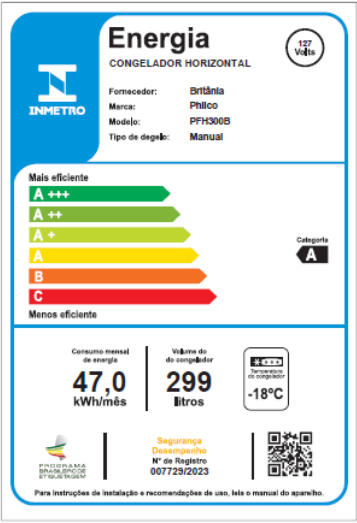 Energia
CONGELADOR HORIZONTAL
127
Volts
INMETRO
Fornecedor: Britânia
Marca: Philco
Modelo: PFH300B
Tipo de degelo: Manual
Mais eficiente
A +++
A ++
A +
A
B
C
Menos eficiente
Categoria
A
Consumo mensal
de energia
47,0
kWh/mês
Volume do
do congelador
299
litros
Temperatura
do congelador
-18ºC
PROGRAMA
BRASILEIRO DE
ETIQUETAGEM
Segurança
Desempenho
Nº de Registro
007729/2023
Para instruções de instalação e recomendações de uso, leia o manual do aparelho.